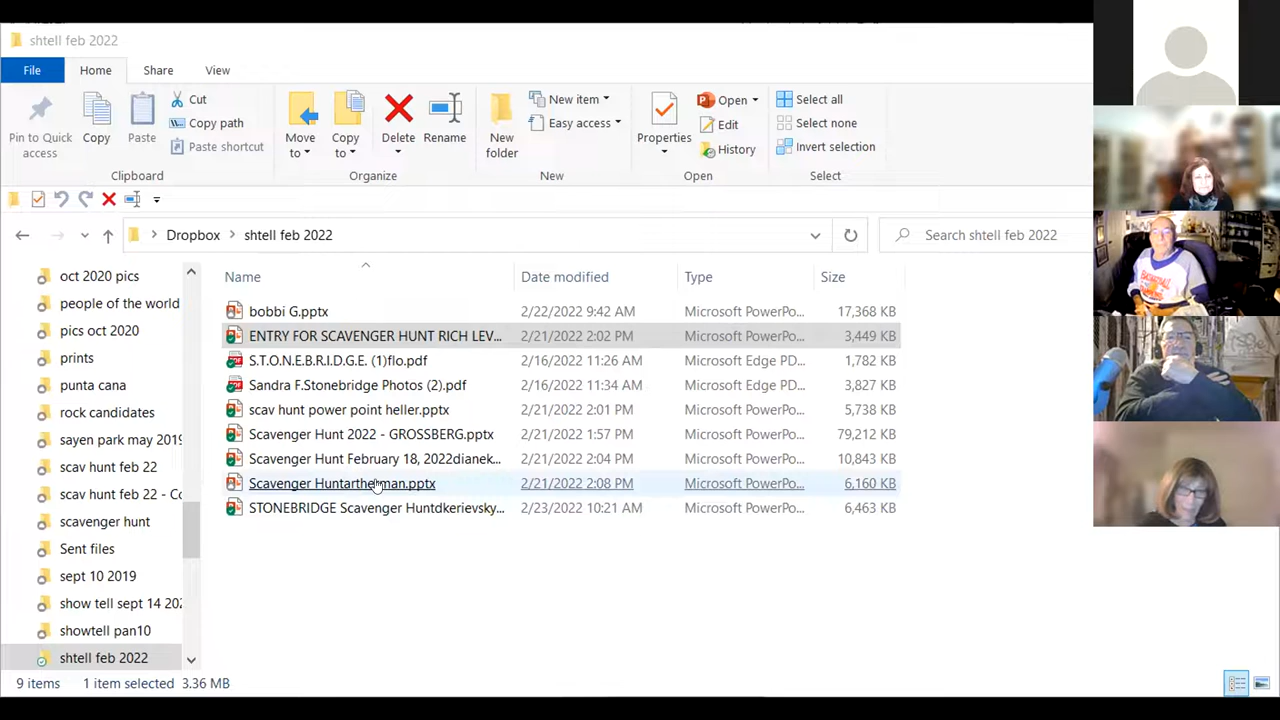 shtell feb 2022
File Home Share View
Pin to Quick access
Copy
Paste
Cut
Copy path
Paste shortcut
Clipboard
Move to
Copy to
Delete
Rename
Organize
New folder
New item
Easy access
New
Properties
Open
Edit
History
Open
Select all
Select none
Invert selection
Select
Dropbox > shtell feb 2022
Search shtell feb 2022
Name Date modified Type Size
bobbi G.pptx 2/22/2022 9:42 AM Microsoft PowerPo... 17,368 KB
ENTRY FOR SCAVENGER HUNT RICH LEV... 2/21/2022 2:02 PM Microsoft PowerPo... 3,449 KB
S.T.O.N.E.B.R.I.D.G.E. (1)flo.pdf 2/16/2022 11:26 AM Microsoft Edge PD... 1,782 KB
Sandra F.Stonebridge Photos (2).pdf 2/16/2022 11:34 AM Microsoft Edge PD... 3,827 KB
scav hunt power point heller.pptx 2/21/2022 2:01 PM Microsoft PowerPo... 5,738 KB
Scavenger Hunt 2022 - GROSSBERG.pptx 2/21/2022 1:57 PM Microsoft PowerPo... 79,212 KB
Scavenger Hunt February 18, 2022dianek... 2/21/2022 2:04 PM Microsoft PowerPo... 10,843 KB
Scavenger 2/21/2022 2:08 PM Microsoft PowerPo... 6,160 KB
STONEBRIDGE Scavenger Huntdkerievsky... 2/23/2022 10:21 AM Microsoft PowerPo... 6,463 KB
oct 2020 pics
people of the world
pics oct 2020
prints
punta cana
rock candidates
sayen park may 2019
scav hunt feb 22
scav hunt feb 22 - Co
scavenger hunt
Sent files
sept 10 2019
show tell sept 14 202
showtell pan10
shtell feb 2022
9 items 1 item selected 3.36 MB